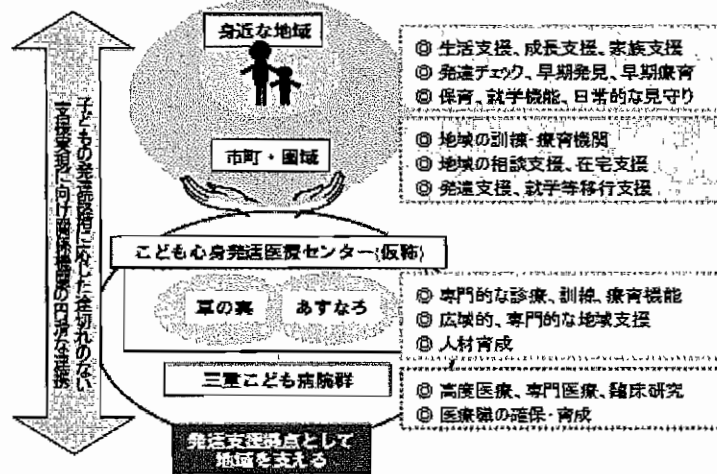 身近な地域
市町・圏域
こども心身発達医療センター(仮称)
草の実
あすなろ
三重こども病院群
発達支援拠点として
地域を支える
子どもの発達段階に応じた途切れのない
支援実現に向け関係機関の円滑な連携
◎ 生活支援、成長支援、家族支援
◎ 発達チェック、早期発見、早期療育
◎ 保育、就学機能、日常的な見守り
◎ 地域の訓練・療育機関
◎ 地域の相談支援、在宅支援
◎ 発達支援、就学等移行支援
◎ 専門的な診療、訓練、療育機能
◎ 広域的、専門的な地域支援
◎ 人材育成
◎ 高度医療、専門医療、臨床研究
◎ 医療職の確保・育成